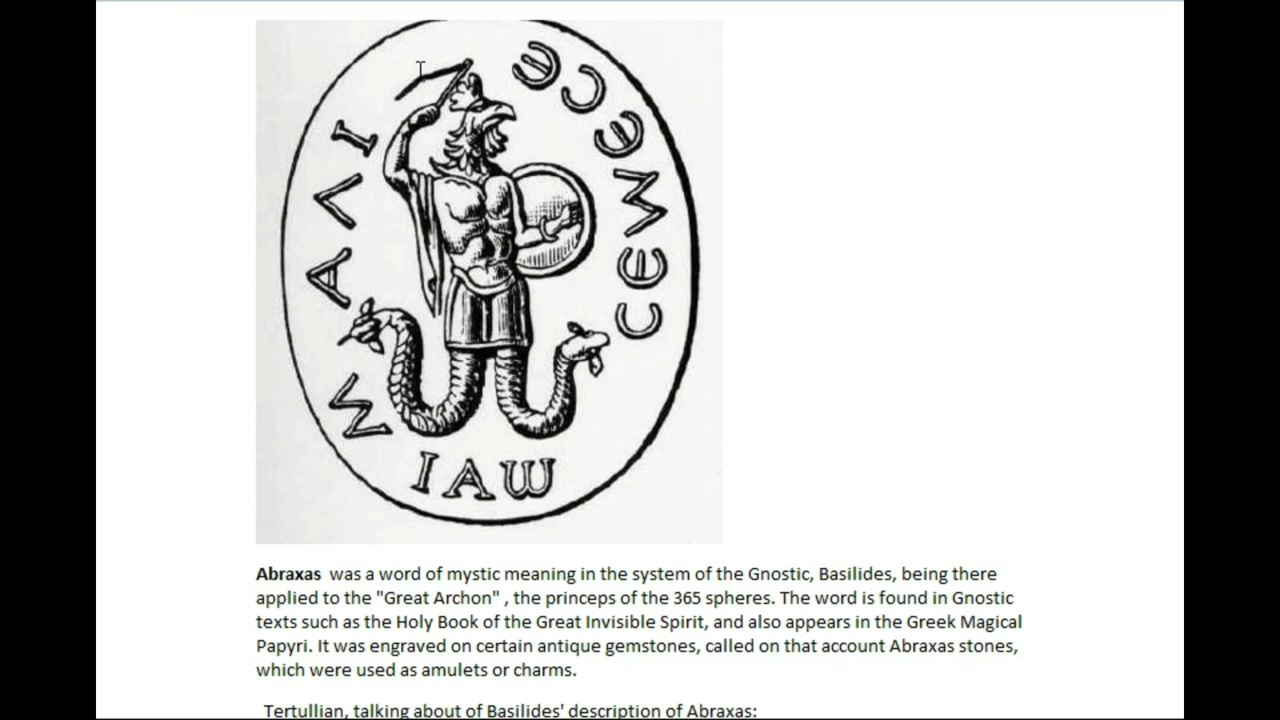 ϹЄΜЄϹЄ
ΙΛΑΜ
ΙΑω
Abraxas was a word of mystic meaning in the system of the Gnostic, Basilides, being there
applied to the "Great Archon" , the princeps of the 365 spheres. The word is found in Gnostic
texts such as the Holy Book of the Great Invisible Spirit, and also appears in the Greek Magical
Papyri. It was engraved on certain antique gemstones, called on that account Abraxas stones,
which were used as amulets or charms.
Tertullian, talking about of Basilides' description of Abraxas: